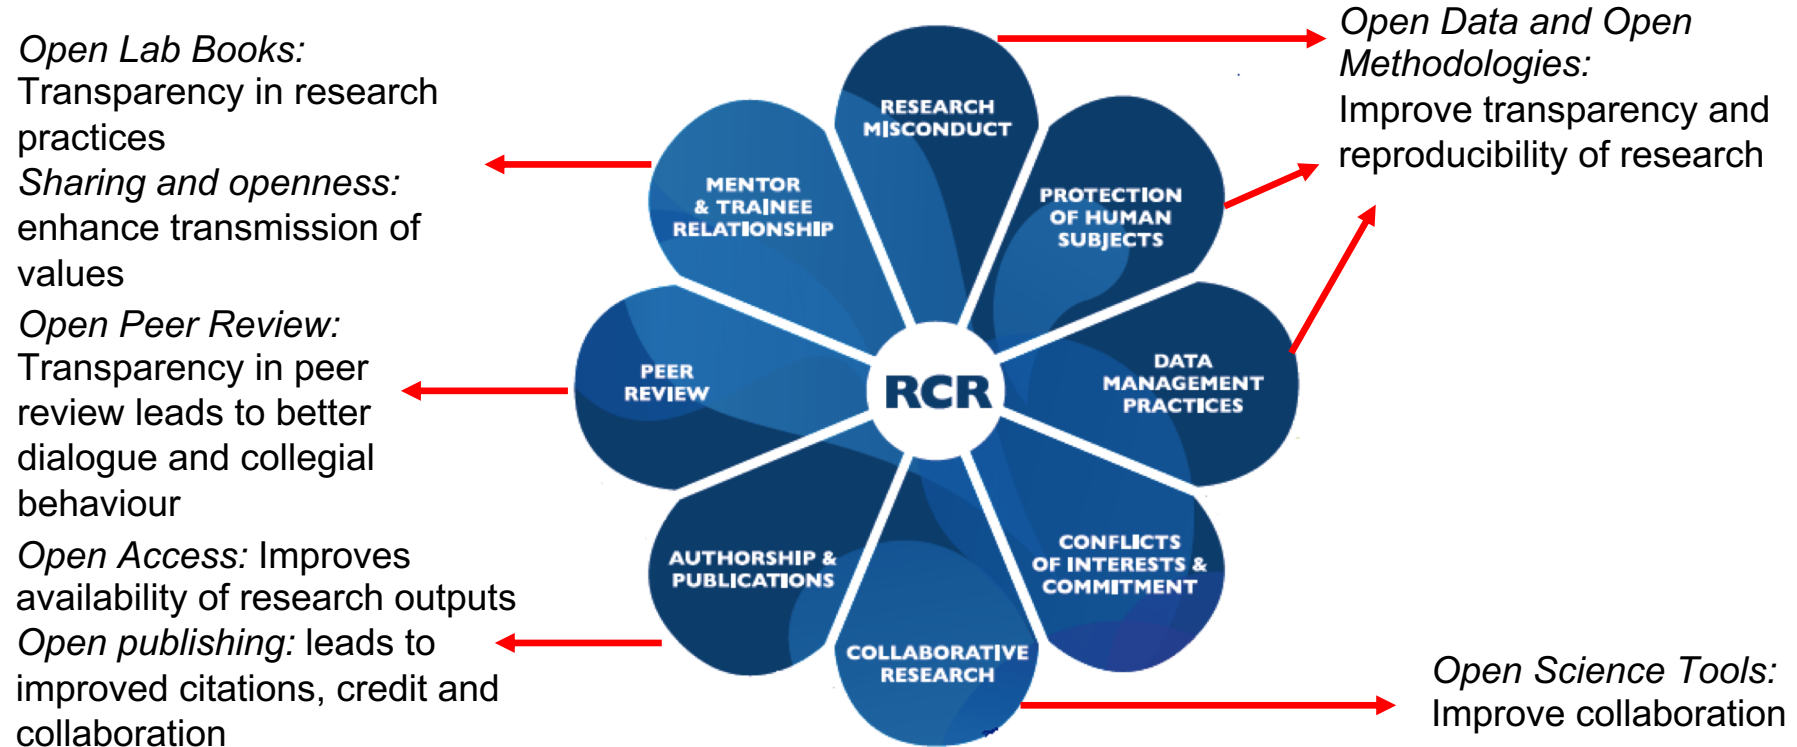 Open Lab Books:
Transparency in research
practices
Sharing and openness:
enhance transmission of
values
Open Peer Review:
Transparency in peer
review leads to better
dialogue and collegial
behaviour
Open Access: Improves
availability of research outputs
Open publishing: leads to
improved citations, credit and
collaboration
RESEARCH
MISCONDUCT
PROTECTION
OF HUMAN
SUBJECTS
DATA
MANAGEMENT
PRACTICES
CONFLICTS
OF INTERESTS &
COMMITMENT
COLLABORATIVE
RESEARCH
AUTHORSHIP &
PUBLICATIONS
PEER
REVIEW
MENTOR
& TRAINEE
RELATIONSHIP
RCR
Open Data and Open
Methodologies:
Improve transparency and
reproducibility of research
Open Science Tools:
Improve collaboration